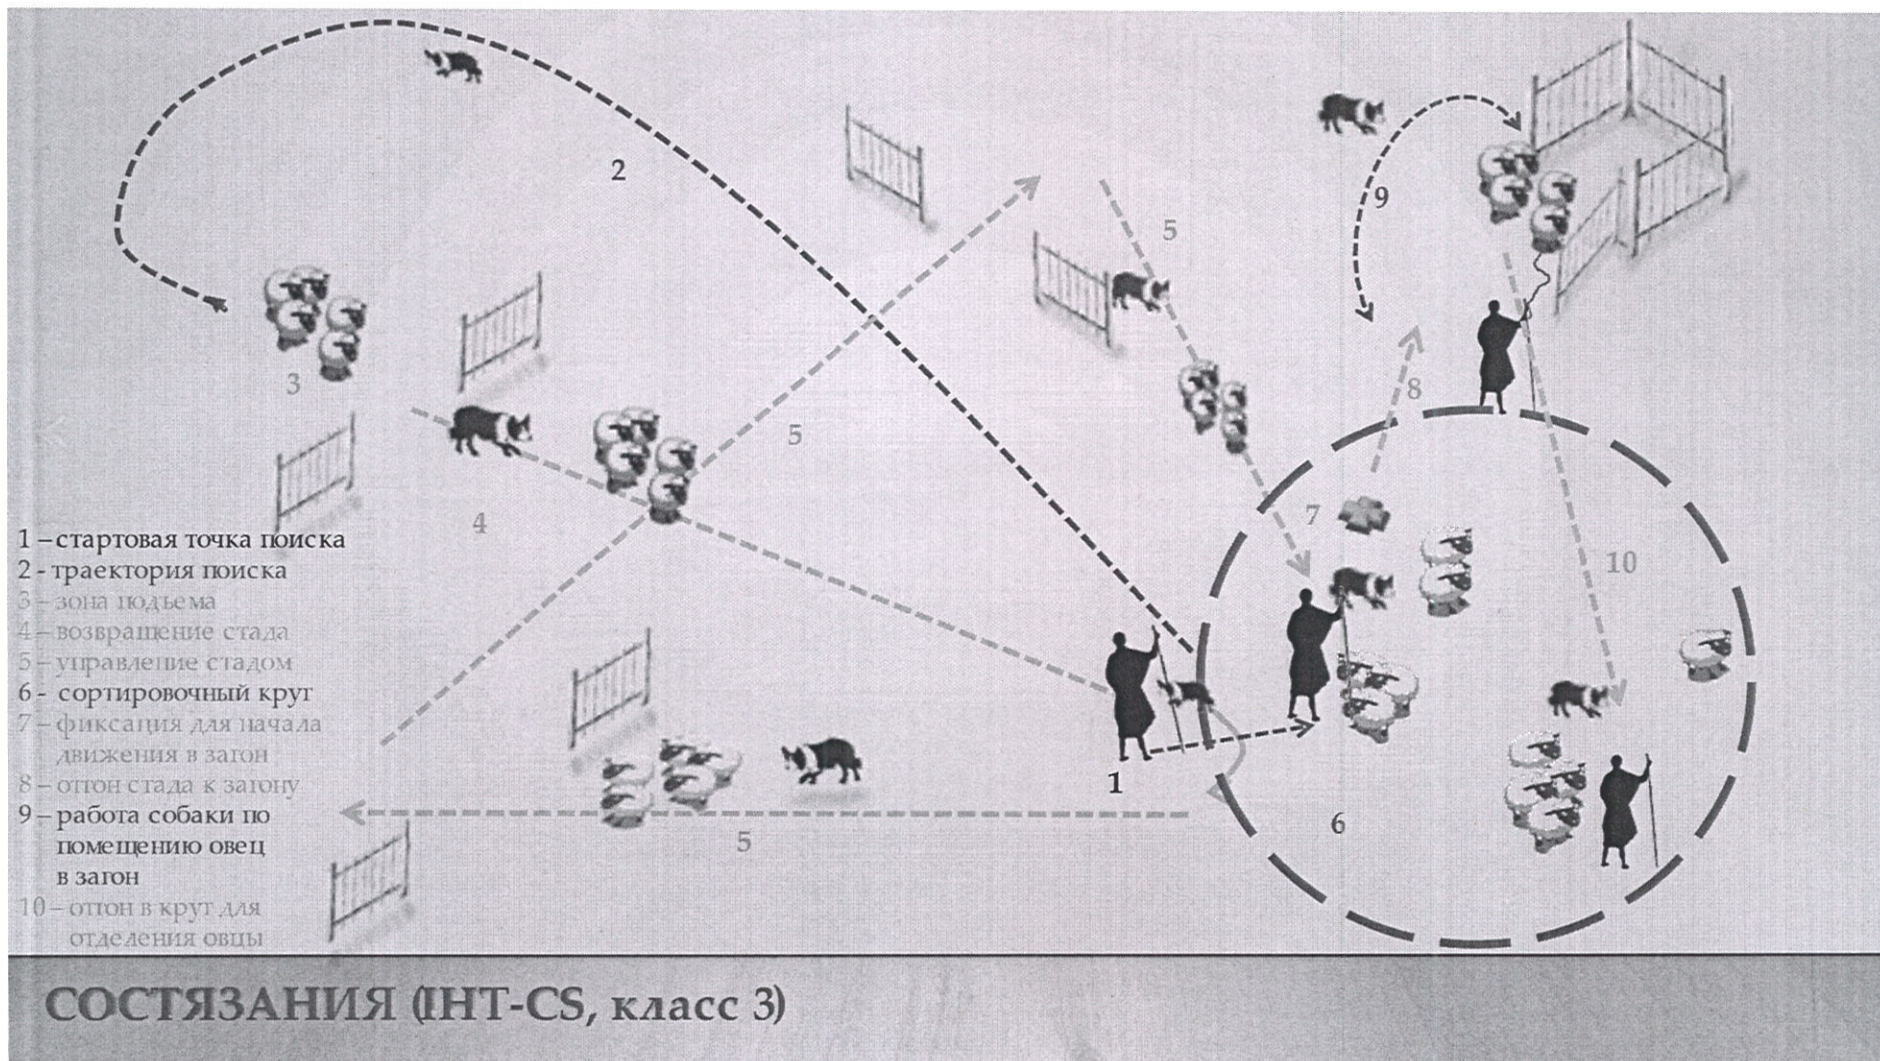 2
9
5
3
8
5
4
7
10
1 – стартовая точка поиска
2 - траектория поиска
3 – зона подъема
4 – возвращение стада
5 – управление стадом
6 - сортировочный круг
7 – фиксация для начала
движения в загон
8 – отгон стада к загону
9 – работа собаки по
помещению овец
в загон
10 – отгон в круг для
отделения овцы
1
6
5
СОСТЯЗАНИЯ (IHT-CS, класс 3)